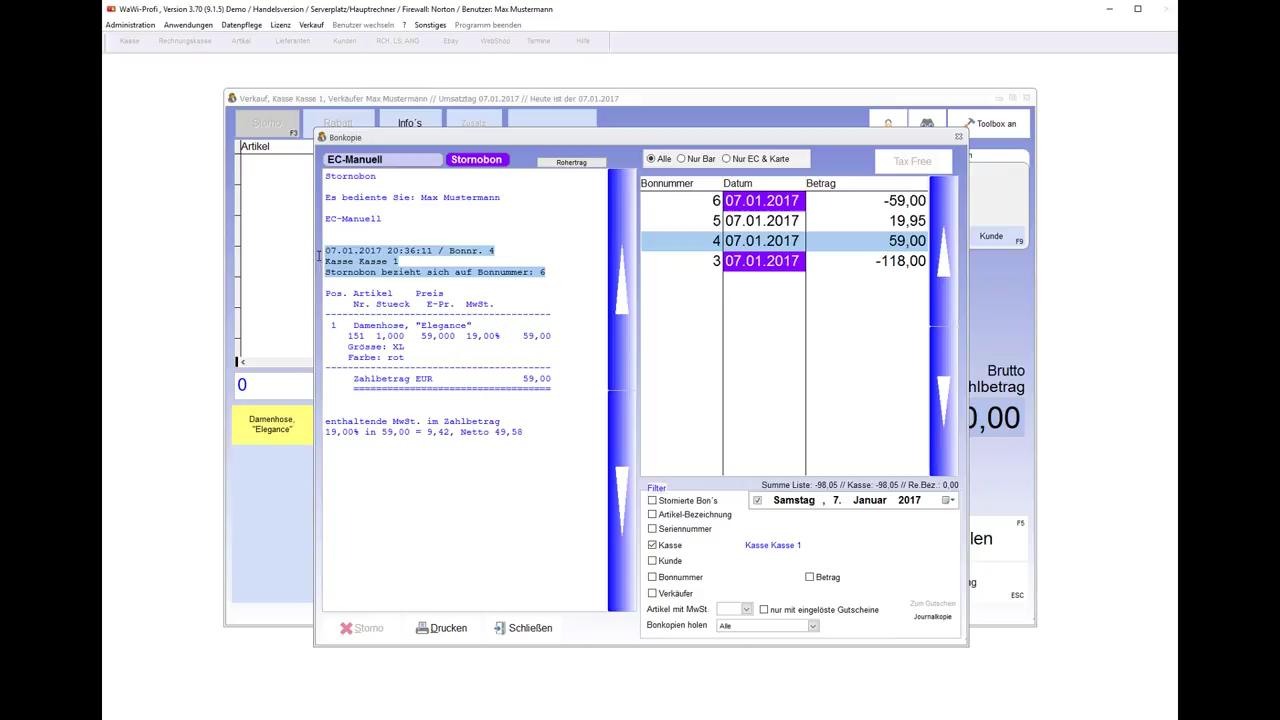 WaWi-Profi, Version 3.70 (9.1.5) Demo / Handelsversion / Serverplatz/Hauptrechner / Firewall: Norton / Benutzer: Max Mustermann
Administration Anwendungen Datenpflege Lizenz Verkauf Benutzer wechseln ? Sonstiges Programm beenden
Kasse Rechnungskasse Artikel Lieferanten Kunden RCH, LS, ANG Ebay WebShop Termine Hilfe
Verkauf, Kasse Kasse 1, Verkäufer Max Mustermann // Umsatztag 07.01.2017 // Heute ist der 07.01.2017
Storno F3 Rabatt Info´s Zusatz Toolbox an
Bonkopie
Artikel
EC-Manuell Stornobon Rohertrag
Alle Nur Bar Nur EC & Karte Tax Free
Stornobon
Es bediente Sie: Max Mustermann
EC-Manuell
07.01.2017 20:36:11 / Bonnr. 4
Kasse Kasse 1
Stornobon bezieht sich auf Bonnummer: 6
Pos. Artikel Preis
Nr. Stueck E-Pr. MwSt.
1 Damenhose, "Elegance"
151 1,000 59,000 19,00% 59,00
Grösse: XL
Farbe: rot
Zahlbetrag EUR 59,00
enthaltende MwSt. im Zahlbetrag
19,00% in 59,00 = 9,42, Netto 49,58
Bonnummer Datum Betrag
6 07.01.2017 -59,00
5 07.01.2017 19,95
4 07.01.2017 59,00
3 07.01.2017 -118,00
Kunde F9
Summe Liste: -98,05 // Kasse: -98,05 // Re.Bez.: 0,00
Filter
Stornierte Bon´s Samstag , 7. Januar 2017
Artikel-Bezeichnung
Seriennummer
Kasse Kasse Kasse 1
Kunde
Bonnummer Betrag
Verkäufer
Artikel mit MwSt. nur mit eingelöste Gutscheine
Bonkopien holen Alle
Zum Gutschein
Journalkopie
Storno Drucken Schließen
0
Damenhose,
"Elegance"
Brutto
hlbetrag
0,00
F5
len
g
ESC